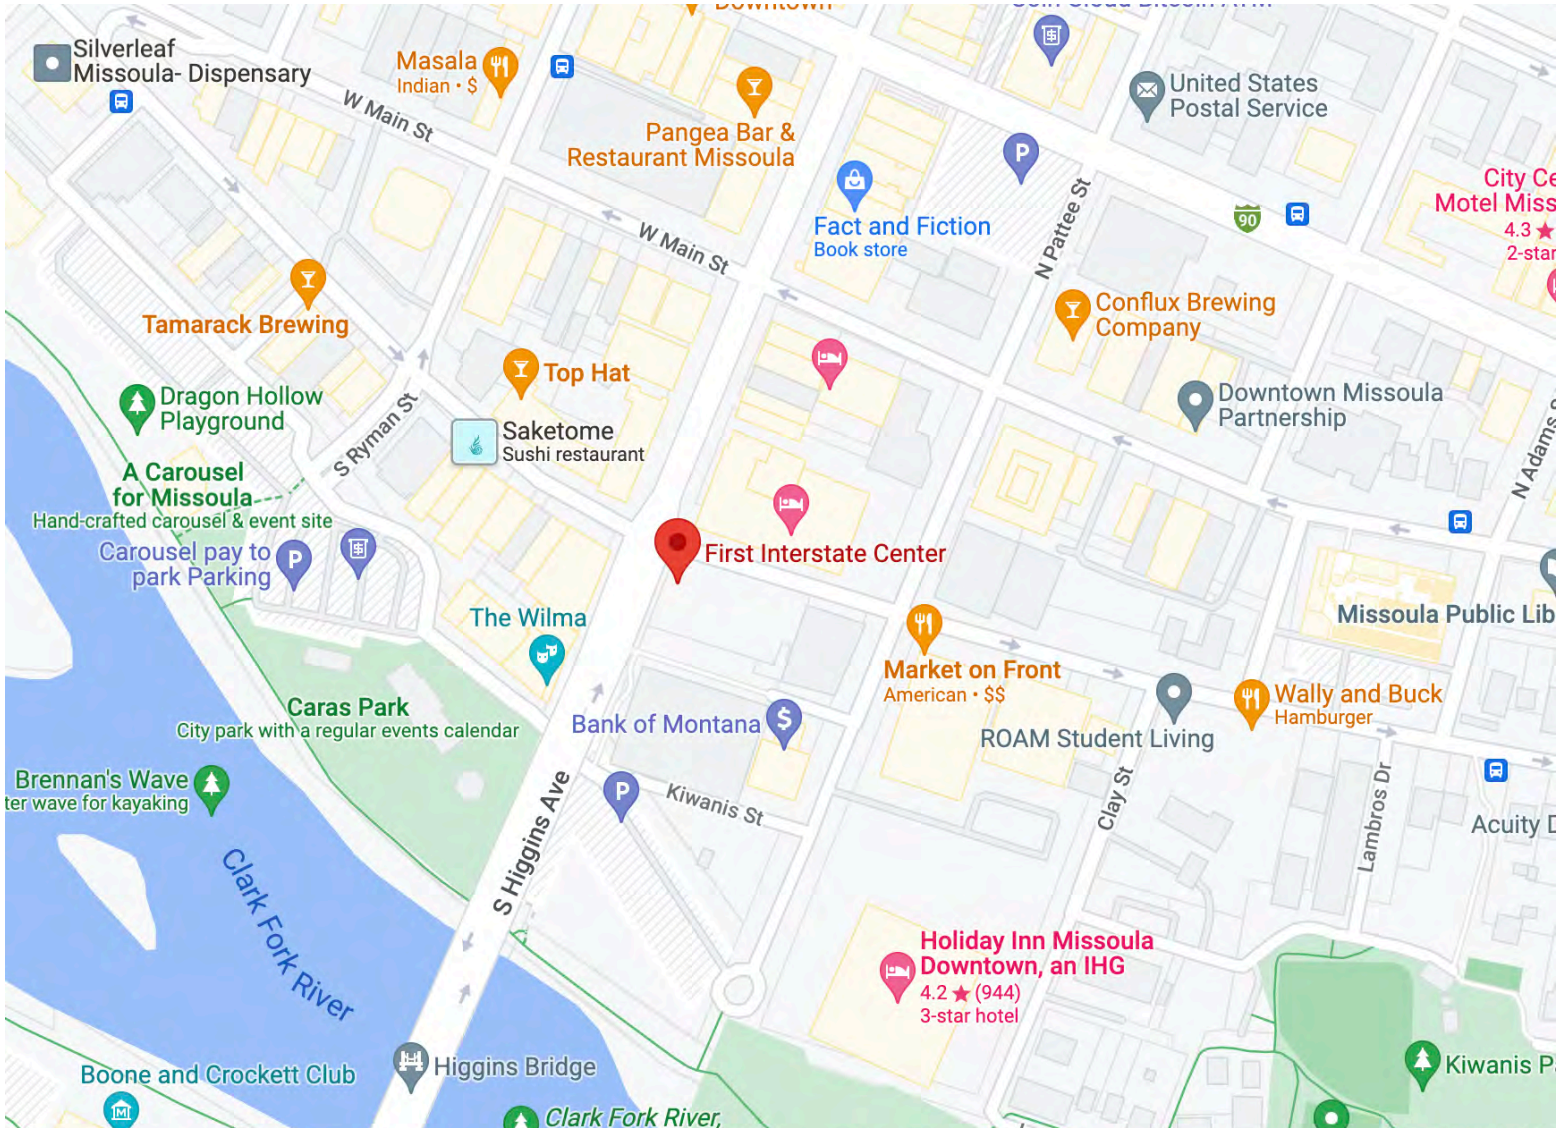 Downtown
Silverleaf
Missoula- Dispensary
Masala
Indian • $
W Main St
Pangea Bar &
Restaurant Missoula
United States
Postal Service
P
Fact and Fiction
Book store
N Pattee St
90
City Ce
Motel Miss
4.3 ★
2-star
W Main St
Tamarack Brewing
Conflux Brewing
Company
Top Hat
Dragon Hollow
Playground
Downtown Missoula
Partnership
S Ryman St
Saketome
Sushi restaurant
N Adams S
A Carousel
for Missoula
Hand-crafted carousel & event site
Carousel pay to
park Parking
P
$
First Interstate Center
The Wilma
Missoula Public Lib
Market on Front
American • $$
Caras Park
City park with a regular events calendar
Bank of Montana
$
ROAM Student Living
Wally and Buck
Hamburger
Brennan's Wave
ter wave for kayaking
P
Kiwanis St
Clay St
Lambros Dr
Acuity D
S Higgins Ave
Clark Fork River
Holiday Inn Missoula
Downtown, an IHG
4.2 ★ (944)
3-star hotel
Boone and Crockett Club
M
Higgins Bridge
Kiwanis P
Clark Fork River,